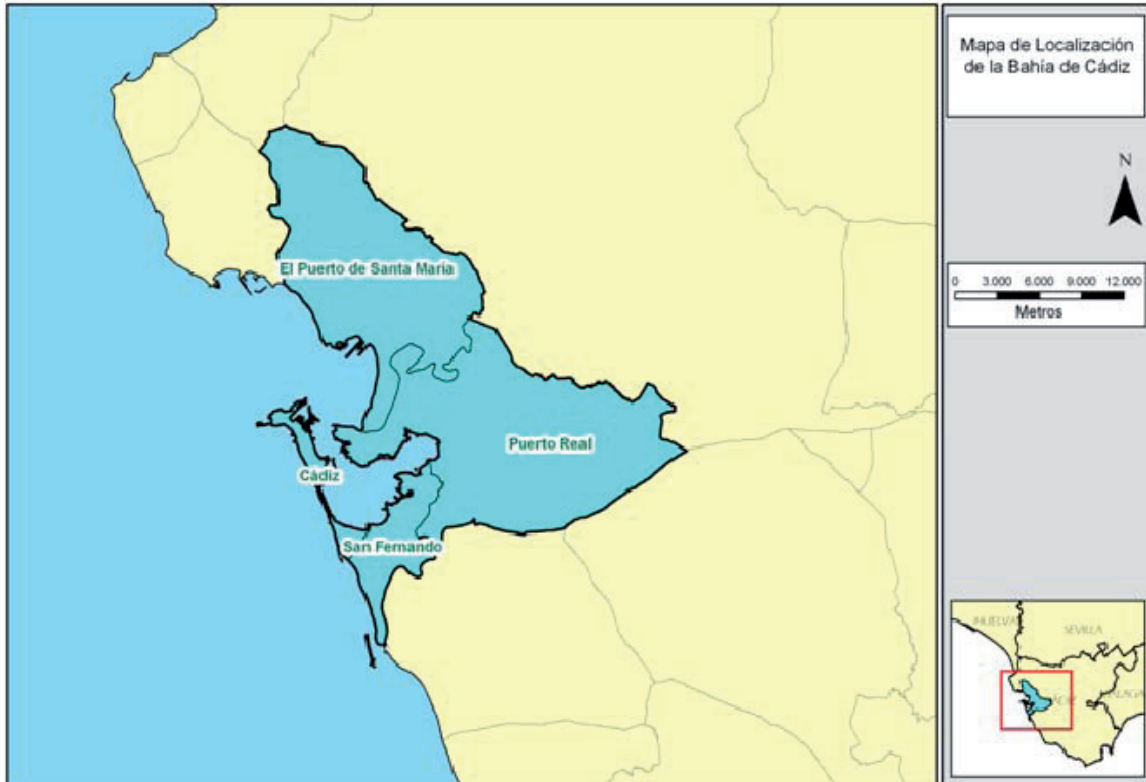 Mapa de Localización
de la Bahía de Cádiz
N
0 3.000 6.000 9.000 12.000
Metros
El Puerto de Santa María
Puerto Real
Cádiz
San Fernando
HUELVA
SEVILLA